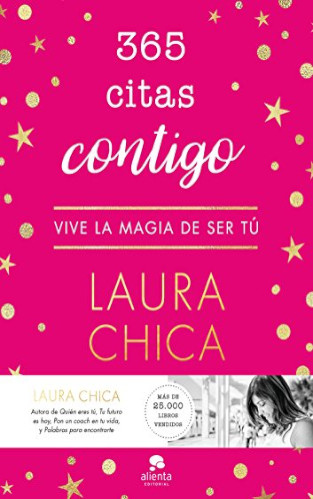 365
citas
contigo
VIVE LA MAGIA DE SER TÚ
LAURA
CHICA
LAURA CHICA
Autora de Quién eres tú, Tu futuro
es hoy, Pon un coach en tu vida,
y Palabras para encontrarte
MÁS DE
25.000
LIBROS
VENDIDOS
alienta
EDITORIAL